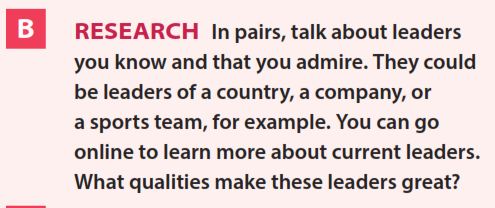 B RESEARCH In pairs, talk about leaders
you know and that you admire. They could
be leaders of a country, a company, or
a sports team, for example. You can go
online to learn more about current leaders.
What qualities make these leaders great?